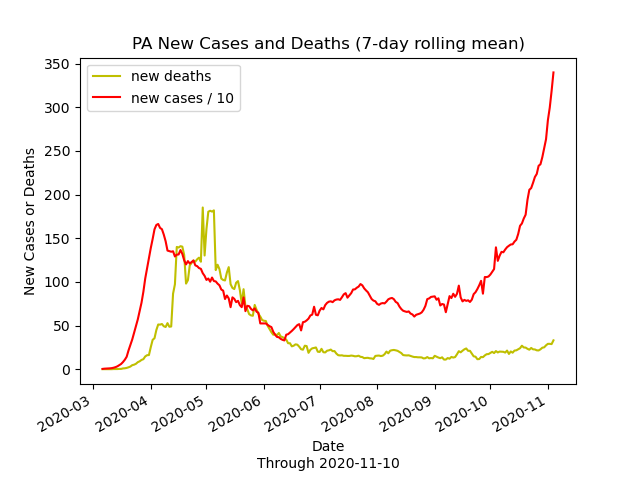 PA New Cases and Deaths (7-day rolling mean)
new deaths
new cases / 10
New Cases or Deaths
350
300
250
200
150
100
50
0
2020-03
2020-04
2020-05
2020-06
2020-07
2020-08
2020-09
2020-10
2020-11
Date
Through 2020-11-10